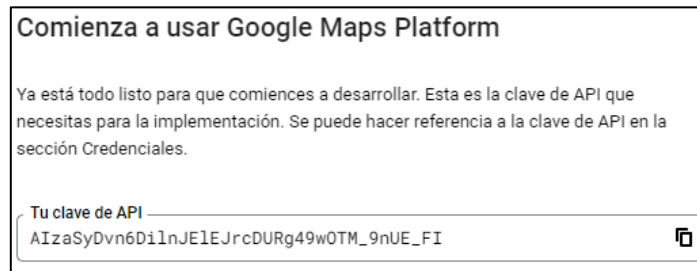 Comienza a usar Google Maps Platform
Ya está todo listo para que comiences a desarrollar. Esta es la clave de API que
necesitas para la implementación. Se puede hacer referencia a la clave de API en la
sección Credenciales.
Tu clave de API
AIzaSyDvn6DilnJElEJrcDURg49wOTM_9nUE_FI